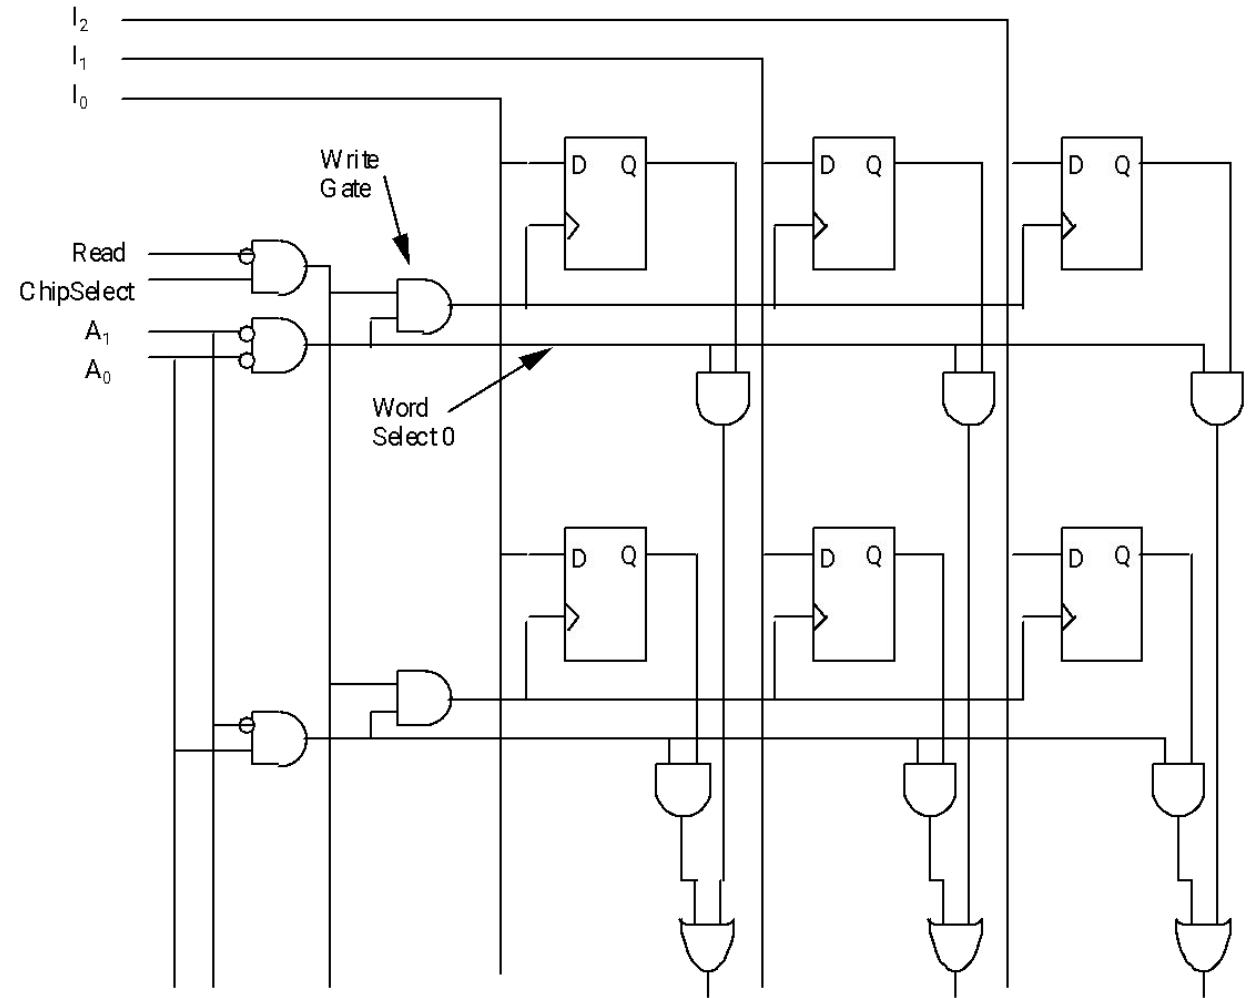 I2
I1
I0
Write
Gate
D Q
D Q
D Q
Read
ChipSelect
A1
A0
Word
Select 0
D Q
D Q
D Q